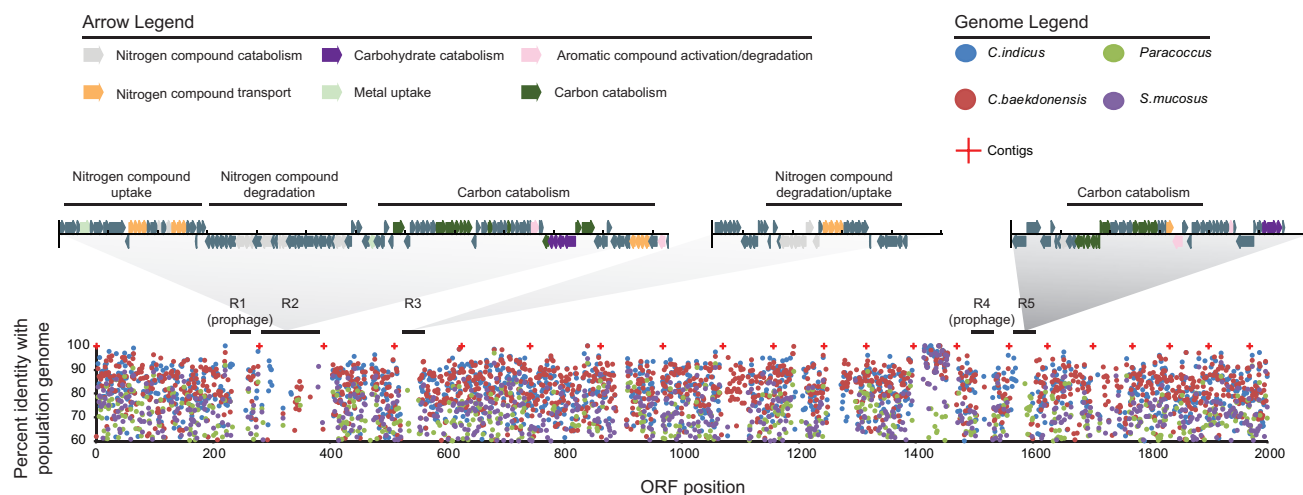 Arrow Legend
Nitrogen compound catabolism
Carbohydrate catabolism
Aromatic compound activation/degradation
Nitrogen compound transport
Metal uptake
Carbon catabolism
Genome Legend
C.indicus
Paracoccus
C.baekdonensis
S.mucosus
Contigs
Nitrogen compound
uptake
Nitrogen compound
degradation
Carbon catabolism
Nitrogen compound
degradation/uptake
Carbon catabolism
R1
(prophage)
R2
R3
R4
(prophage)
R5
Percent identity with
population genome
100
90
80
70
60
0
200
400
600
800
1000
1200
1400
1600
1800
2000
ORF position